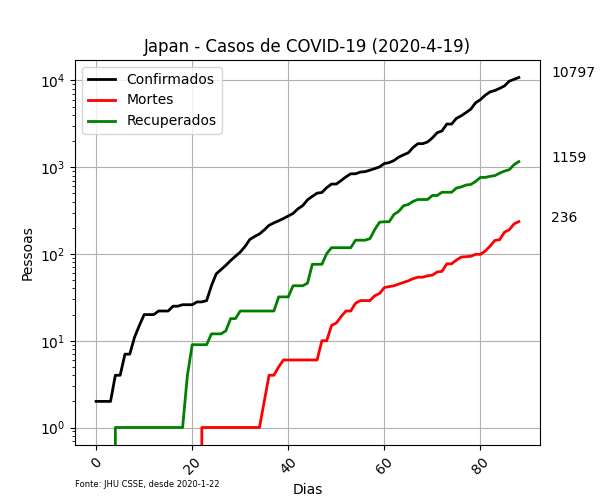 Japan - Casos de COVID-19 (2020-4-19)
Confirmados
Mortes
Recuperados
10797
1159
236
Pessoas
10^4
10^3
10^2
10^1
10^0
0
20
40
60
80
Dias
Fonte: JHU CSSE, desde 2020-1-22